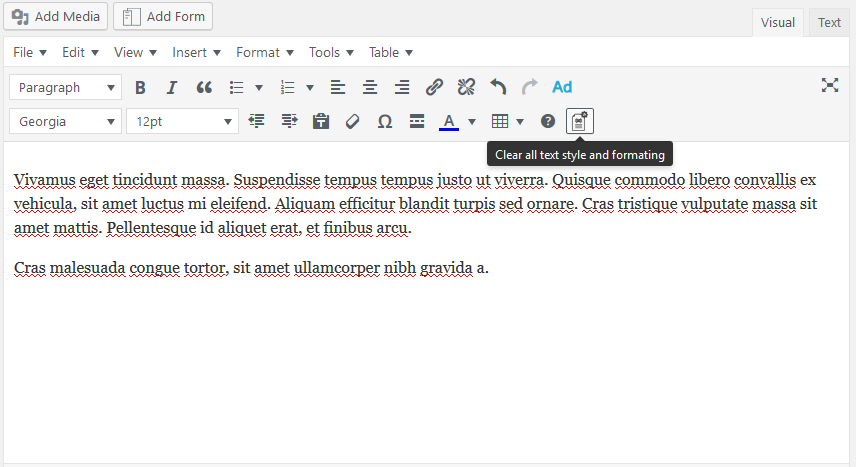 Add Media Add Form
Visual Text
File Edit View Insert Format Tools Table
Paragraph B I Ad
Georgia 12pt A
Clear all text style and formating
Vivamus eget tincidunt massa. Suspendisse tempus tempus justo ut viverra. Quisque commodo libero convallis ex
vehicula, sit amet luctus mi eleifend. Aliquam efficitur blandit turpis sed ornare. Cras tristique vulputate massa sit
amet mattis. Pellentesque id aliquet erat, et finibus arcu.
Cras malesuada congue tortor, sit amet ullamcorper nibh gravida a.